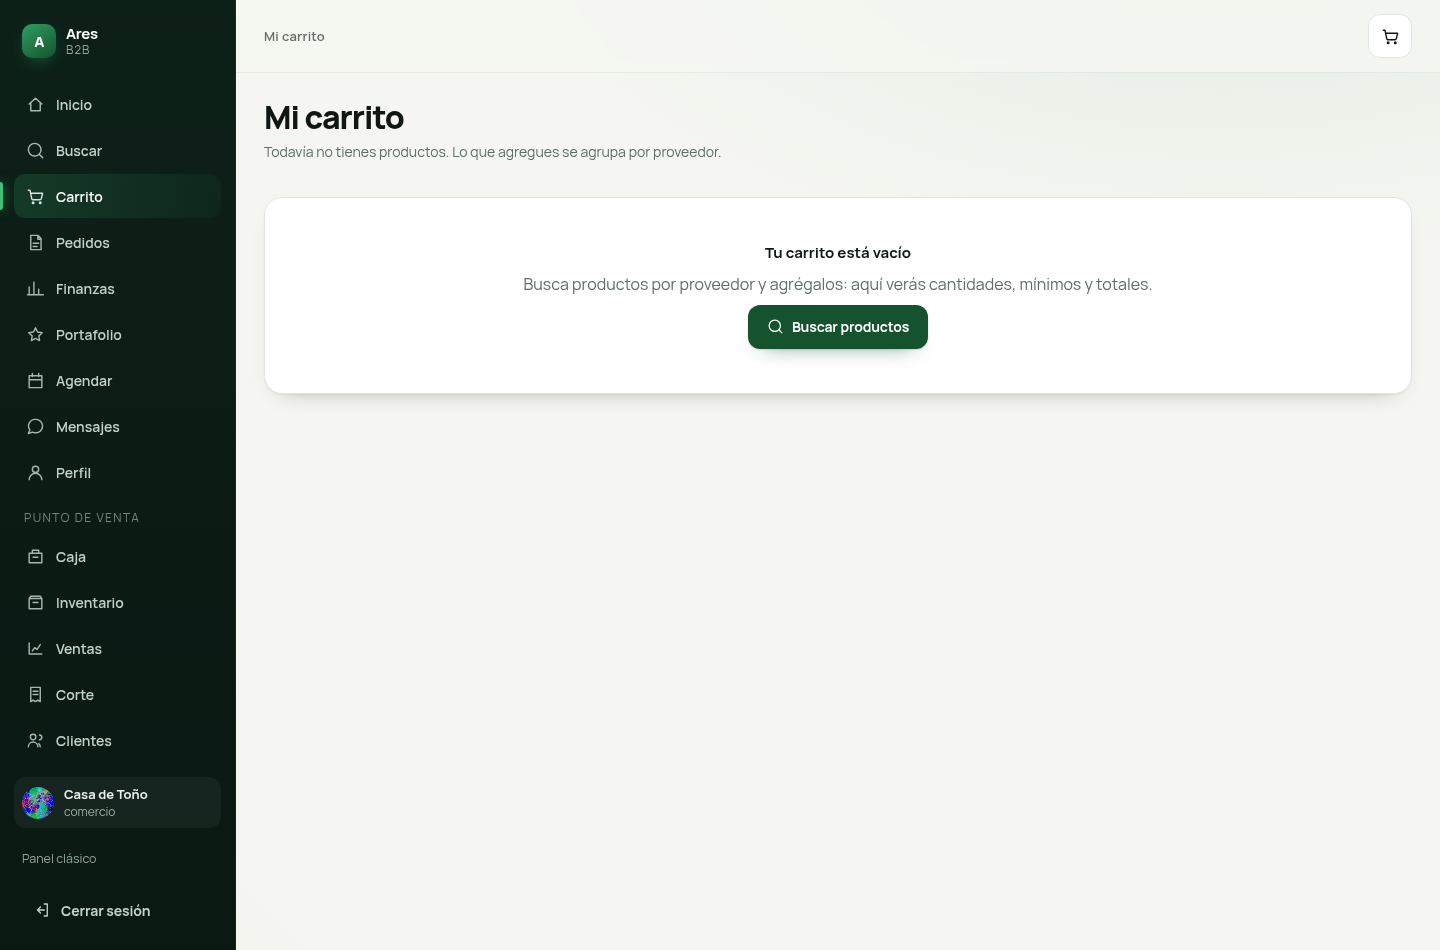 A
Ares
B2B
Inicio
Buscar
Carrito
Pedidos
Finanzas
Portafolio
Agendar
Mensajes
Perfil
PUNTO DE VENTA
Caja
Inventario
Ventas
Corte
Clientes
Casa de Toño
comercio
Panel clásico
Cerrar sesión
Mi carrito
Mi carrito
Todavía no tienes productos. Lo que agregues se agrupa por proveedor.
Tu carrito está vacío
Busca productos por proveedor y agrégalos: aquí verás cantidades, mínimos y totales.
Buscar productos